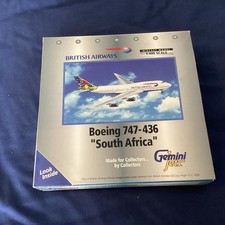 BRITISH AIRWAYS
Boeing 747-436
"South Africa"
Made for Collectors...
by Collectors
Look
Inside
Gemini
Jets